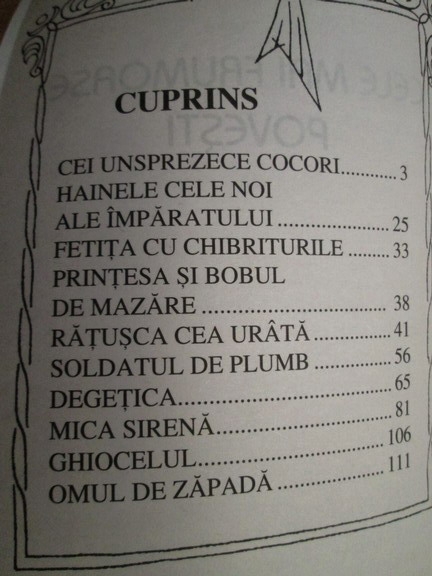 CUPRINS
CEI UNSPREZECE COCORI............3
HAINELE CELE NOI
ALE ÎMPĂRATULUI ....................25
FETIȚA CU CHIBRITURILE .........33
PRINȚESA ȘI BOBUL
DE MAZĂRE .................................38
RĂȚUȘCA CEA URÂTĂ..............41
SOLDATUL DE PLUMB ..............56
DEGEȚICA......................................65
MICA SIRENĂ................................81
GHIOCELUL.................................106
OMUL DE ZĂPADĂ ...................111